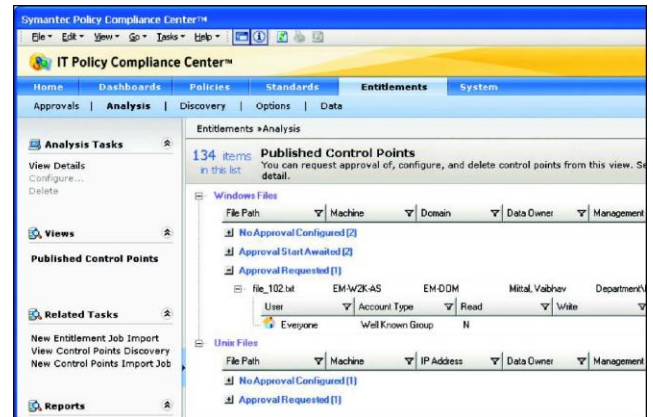 Symantec Policy Compliance Center™
File Edit View Go Tasks Help
IT Policy Compliance Center™
Home Dashboards Policies Standards Entitlements System
Approvals | Analysis | Discovery | Options | Data
Entitlements »Analysis
Analysis Tasks
View Details
Configure...
Delete
Views
Published Control Points
Related Tasks
New Entitlement Job Import
View Control Points Discovery
New Control Points Import Job
Reports
134 items in this list
Published Control Points
You can request approval of, configure, and delete control points from this view. Se
detail.
Windows Files
File Path Machine Domain Data Owner Management
No Approval Configured (2)
Approval Start Awaited (2)
Approval Requested (1)
file_102.txt EM-W2K-AS EM-DOM Mittal, Vaibhav Department\
User Account Type Read Write
Everyone Well Known Group N
Unix Files
File Path Machine IP Address Data Owner Management
No Approval Configured (1)
Approval Requested (1)